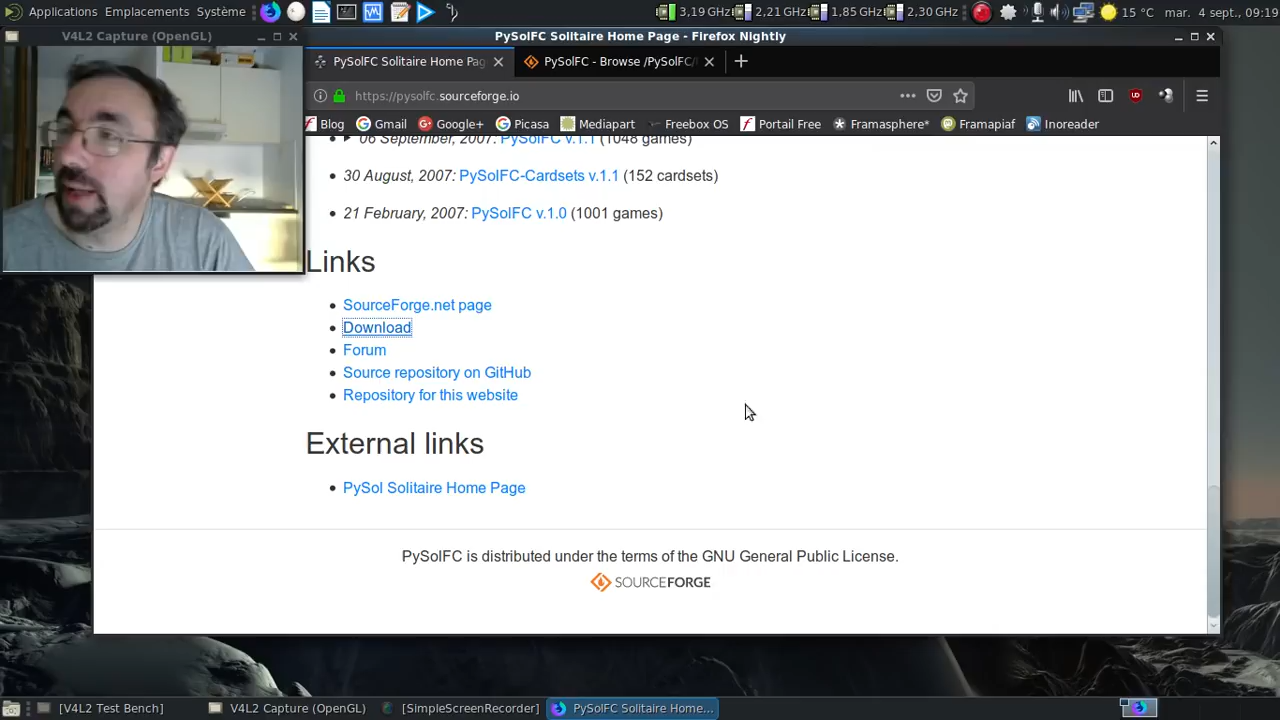 Applications Emplacements Système 3,19 GHz 2,21 GHz 1,85 GHz 2,30 GHz 15 °C mar. 4 sept., 09:19
V4L2 Capture (OpenGL)
PySolFC Solitaire Home Page - Firefox Nightly
PySolFC Solitaire Home Pag PySolFC - Browse /PySolFC/
https://pysolfc.sourceforge.io
Blog Gmail Google+ Picasa Mediapart Freebox OS Portail Free Framasphere* Framapiaf Inoreader
06 September, 2007: PySolFC v.1.1 (1048 games)
30 August, 2007: PySolFC-Cardsets v.1.1 (152 cardsets)
21 February, 2007: PySolFC v.1.0 (1001 games)
Links
SourceForge.net page
Download
Forum
Source repository on GitHub
Repository for this website
External links
PySol Solitaire Home Page
PySolFC is distributed under the terms of the GNU General Public License.
SOURCEFORGE
[V4L2 Test Bench] V4L2 Capture (OpenGL) [SimpleScreenRecorder] PySolFC Solitaire Home...